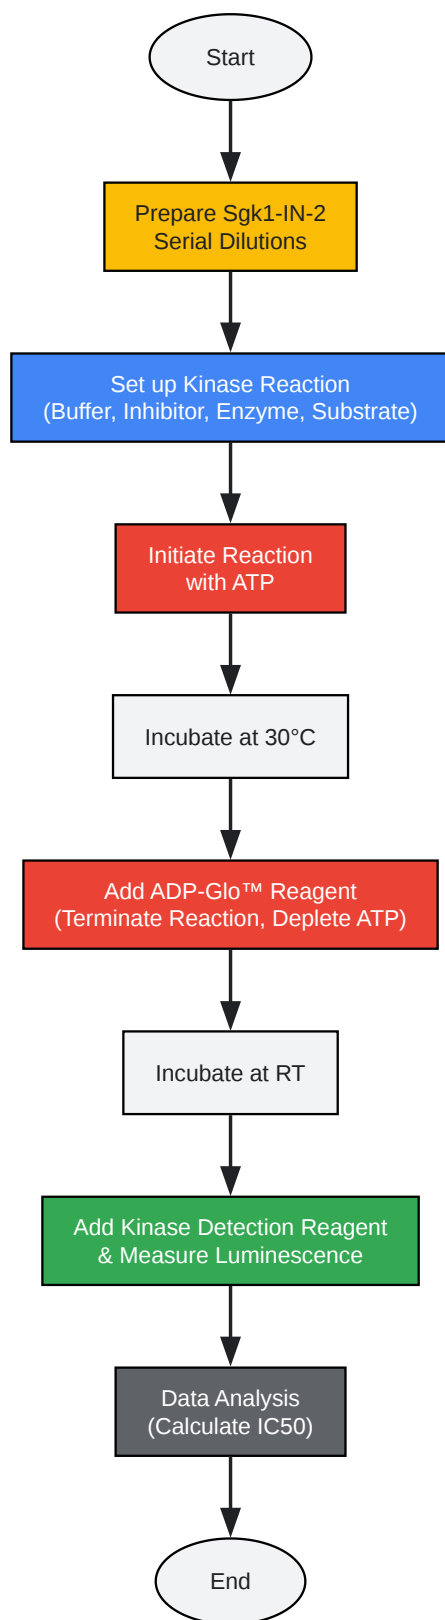 Start
Prepare Sgk1-IN-2
Serial Dilutions
Set up Kinase Reaction
(Buffer, Inhibitor, Enzyme, Substrate)
Initiate Reaction
with ATP
Incubate at 30°C
Add ADP-Glo™ Reagent
(Terminate Reaction, Deplete ATP)
Incubate at RT
Add Kinase Detection Reagent
& Measure Luminescence
Data Analysis
(Calculate IC50)
End